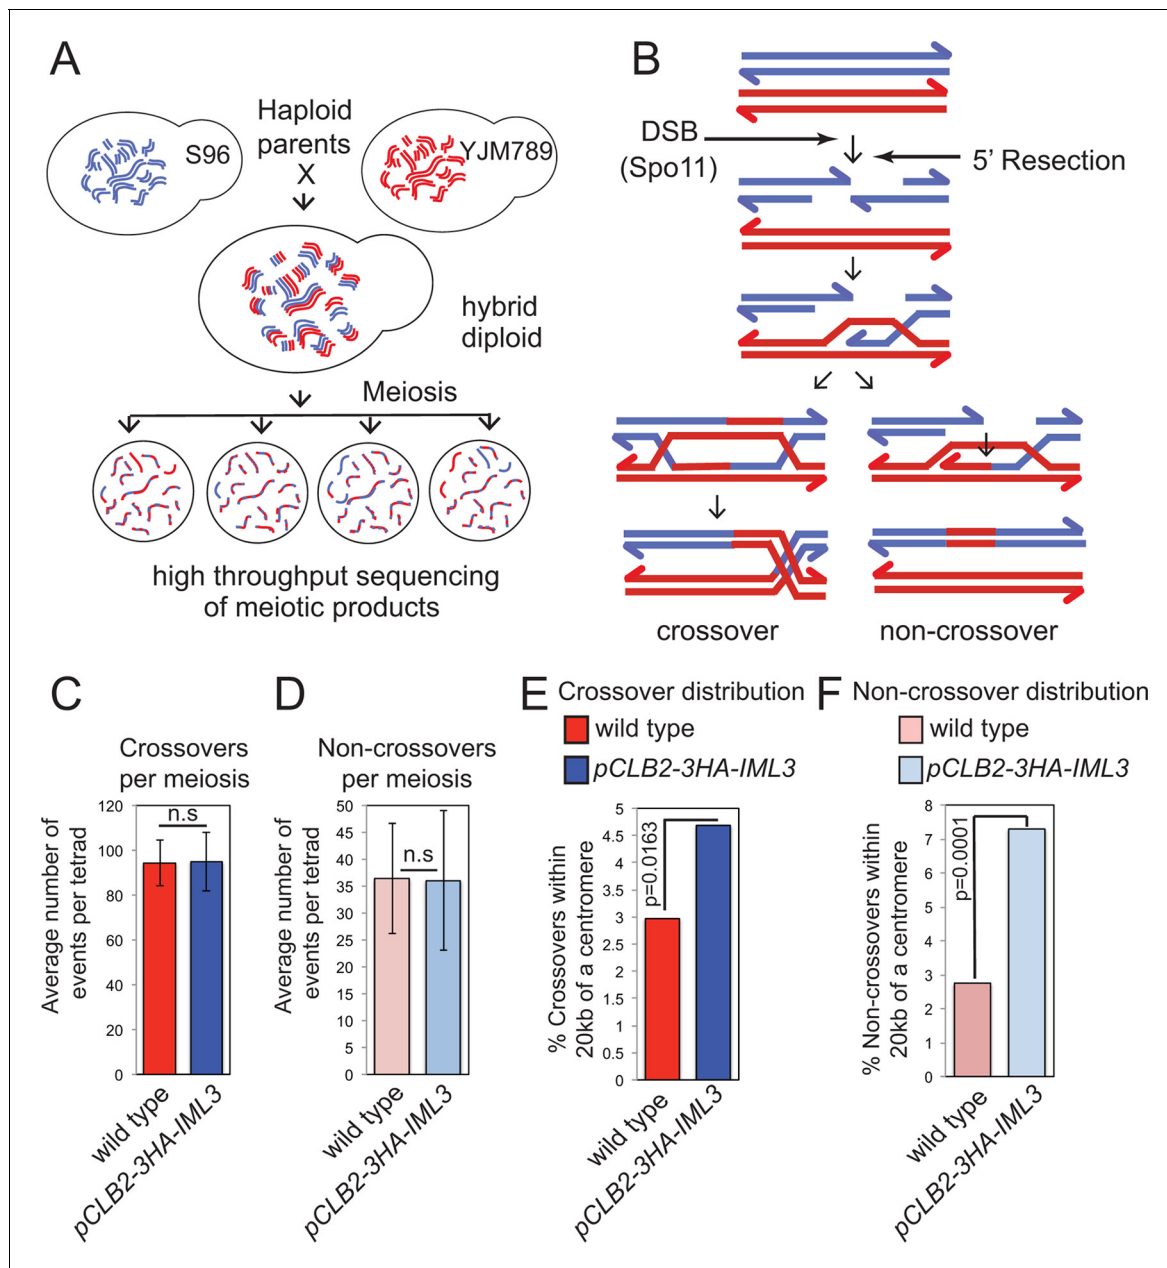 A
Haploid
parents
X
S96
YJM789
hybrid
diploid
Meiosis
high throughput sequencing
of meiotic products
B
DSB
(Spo11)
5’ Resection
crossover
non-crossover
C
Crossovers
per meiosis
Average number of
events per tetrad
120
100
80
60
40
20
0
n.s
wild type
pCLB2-3HA-IML3
D
Non-crossovers
per meiosis
Average number of
events per tetrad
50
45
40
35
30
25
20
15
10
5
0
n.s
wild type
pCLB2-3HA-IML3
E
Crossover distribution
wild type
pCLB2-3HA-IML3
% Crossovers within
20kb of a centromere
5
4.5
4
3.5
3
2.5
2
1.5
1
0.5
0
p=0.0163
wild type
pCLB2-3HA-IML3
F
Non-crossover distribution
wild type
pCLB2-3HA-IML3
% Non-crossovers within
20kb of a centromere
8
7
6
5
4
3
2
1
0
p=0.0001
wild type
pCLB2-3HA-IML3